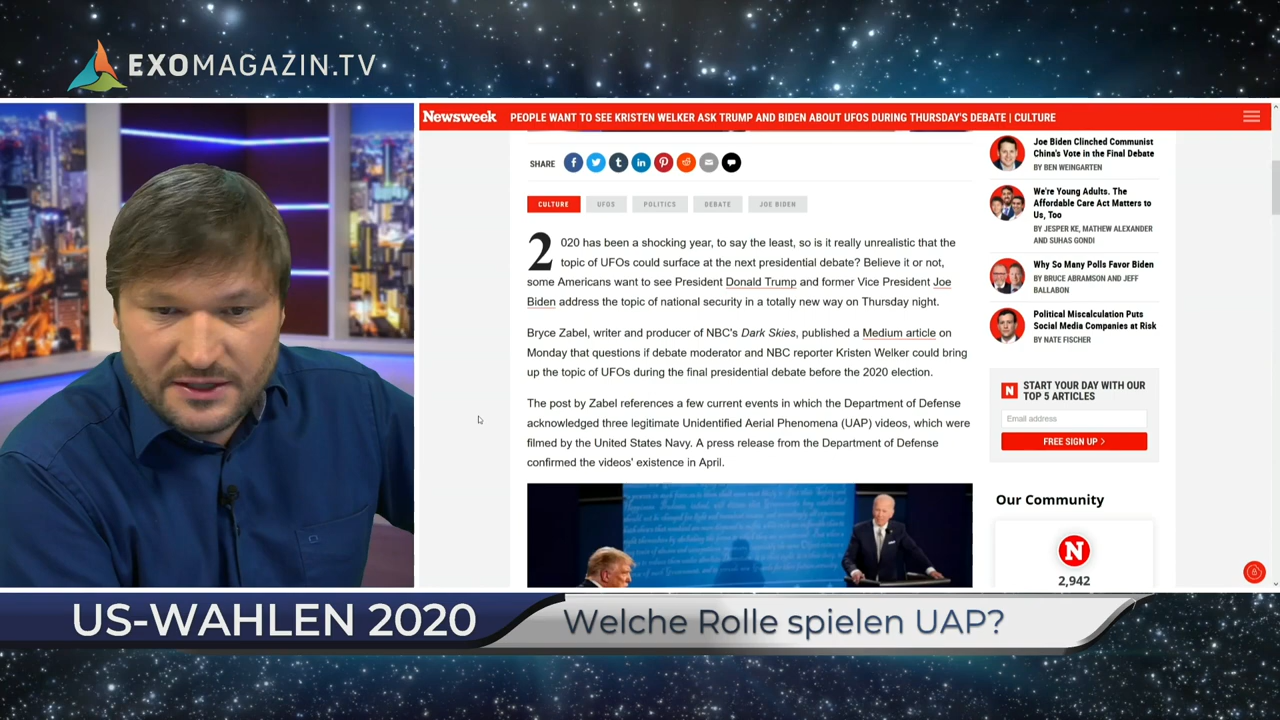 EXOMAGAZIN.TV
Newsweek
PEOPLE WANT TO SEE KRISTEN WELKER ASK TRUMP AND BIDEN ABOUT UFOS DURING THURSDAY'S DEBATE | CULTURE
SHARE
CULTURE
UFOS
POLITICS
DEBATE
JOE BIDEN
2020 has been a shocking year, to say the least, so is it really unrealistic that the
topic of UFOs could surface at the next presidential debate? Believe it or not,
some Americans want to see President Donald Trump and former Vice President Joe
Biden address the topic of national security in a totally new way on Thursday night.
Bryce Zabel, writer and producer of NBC's Dark Skies, published a Medium article on
Monday that questions if debate moderator and NBC reporter Kristen Welker could bring
up the topic of UFOs during the final presidential debate before the 2020 election.
The post by Zabel references a few current events in which the Department of Defense
acknowledged three legitimate Unidentified Aerial Phenomena (UAP) videos, which were
filmed by the United States Navy. A press release from the Department of Defense
confirmed the videos' existence in April.
Joe Biden Clinched Communist
China's Vote in the Final Debate
BY BEN WEINGARTEN
We're Young Adults. The
Affordable Care Act Matters to
Us, Too
BY JESPER KE, MATHEW ALEXANDER
AND SUHAS GONDI
Why So Many Polls Favor Biden
BY BRUCE ABRAMSON AND JEFF
BALLABON
Political Miscalculation Puts
Social Media Companies at Risk
BY NATE FISCHER
N
START YOUR DAY WITH OUR
TOP 5 ARTICLES
Email address
FREE SIGN UP >
Our Community
N
2,942
US-WAHLEN 2020
Welche Rolle spielen UAP?